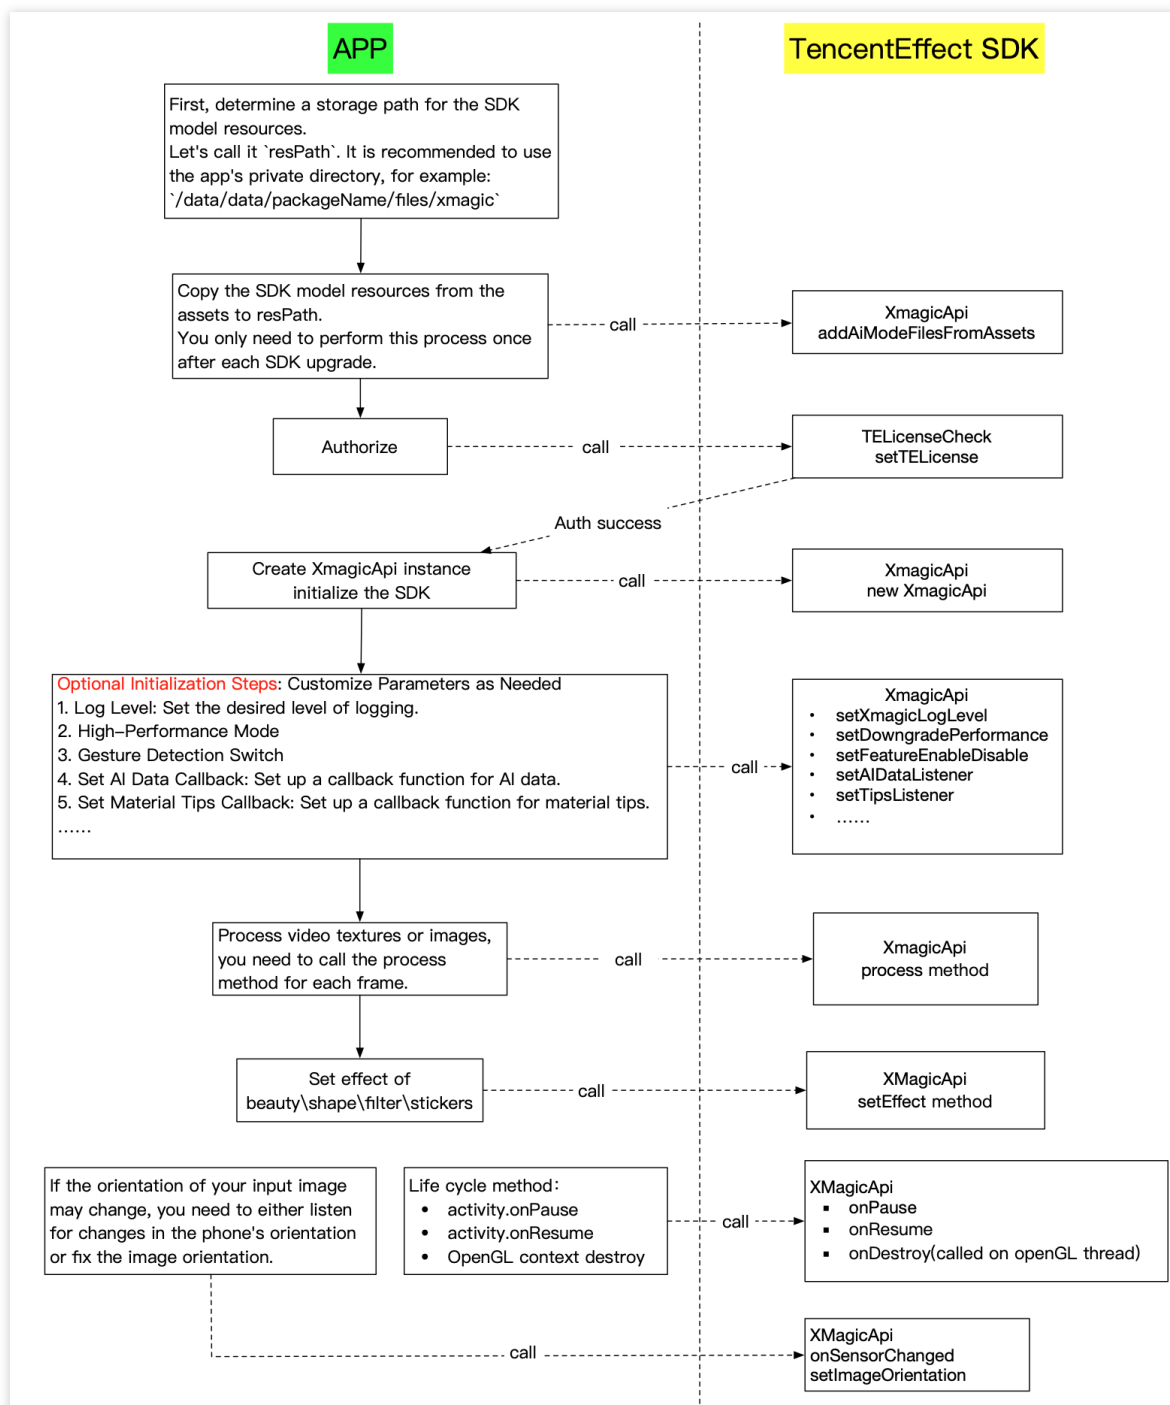 APP
TencentEffect SDK
First, determine a storage path for the SDK
model resources.
Let's call it `resPath`. It is recommended to use
the app's private directory, for example:
`/data/data/packageName/files/xmagic`
Copy the SDK model resources from the
assets to resPath.
You only need to perform this process once
after each SDK upgrade.
call
XmagicApi
addAiModeFilesFromAssets
Authorize
call
TELicenseCheck
setTELicense
Auth success
Create XmagicApi instance
initialize the SDK
call
XmagicApi
new XmagicApi
Optional Initialization Steps: Customize Parameters as Needed
1. Log Level: Set the desired level of logging.
2. High-Performance Mode
3. Gesture Detection Switch
4. Set AI Data Callback: Set up a callback function for AI data.
5. Set Material Tips Callback: Set up a callback function for material tips.
……
call
XmagicApi
• setXmagicLogLevel
• setDowngradePerformance
• setFeatureEnableDisable
• setAIDataListener
• setTipsListener
• ……
Process video textures or images,
you need to call the process
method for each frame.
call
XmagicApi
process method
Set effect of
beauty\shape\filter\stickers
call
XMagicApi
setEffect method
If the orientation of your input image
may change, you need to either listen
for changes in the phone's orientation
or fix the image orientation.
Life cycle method:
• activity.onPause
• activity.onResume
• OpenGL context destroy
call
XMagicApi
▪ onPause
▪ onResume
▪ onDestroy(called on openGL thread)
call
XMagicApi
onSensorChanged
setImageOrientation